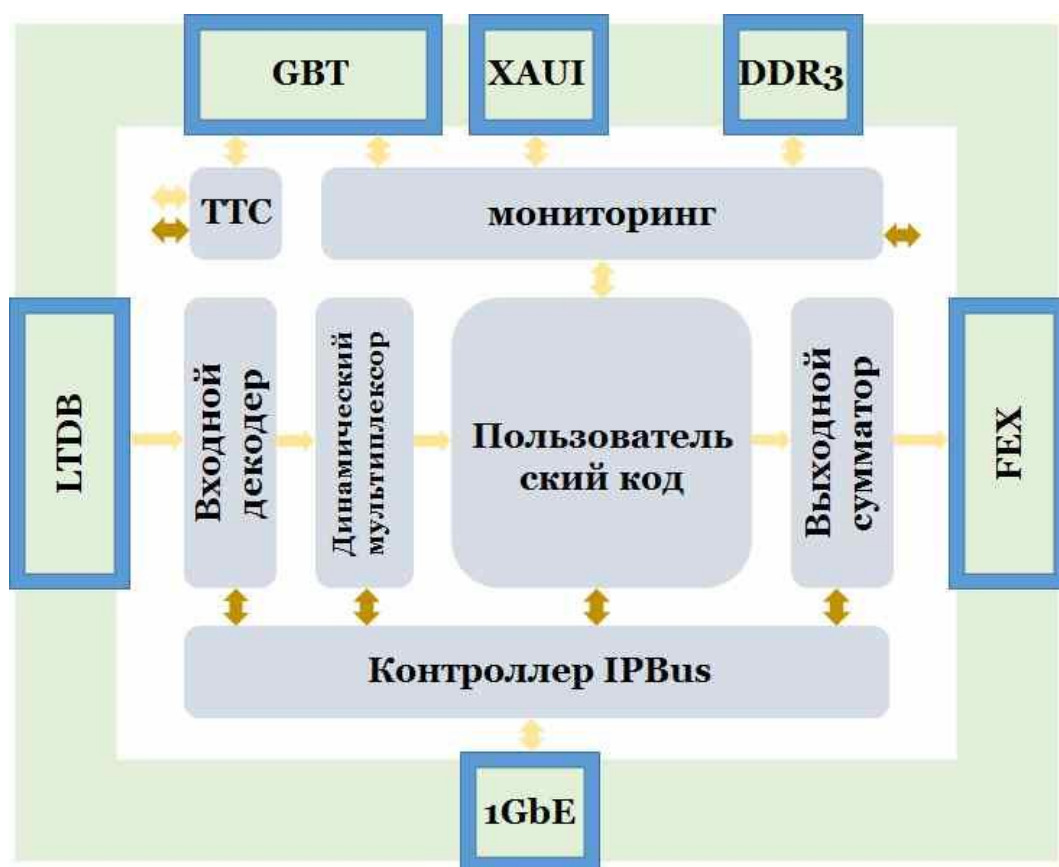 GBT
XAUI
DDR3
TTC
мониторинг
LTDB
Входной
декодер
Динамический
мультиплексор
Пользователь
ский код
Выходной
сумматор
FEX
Контроллер IPBus
1GbE